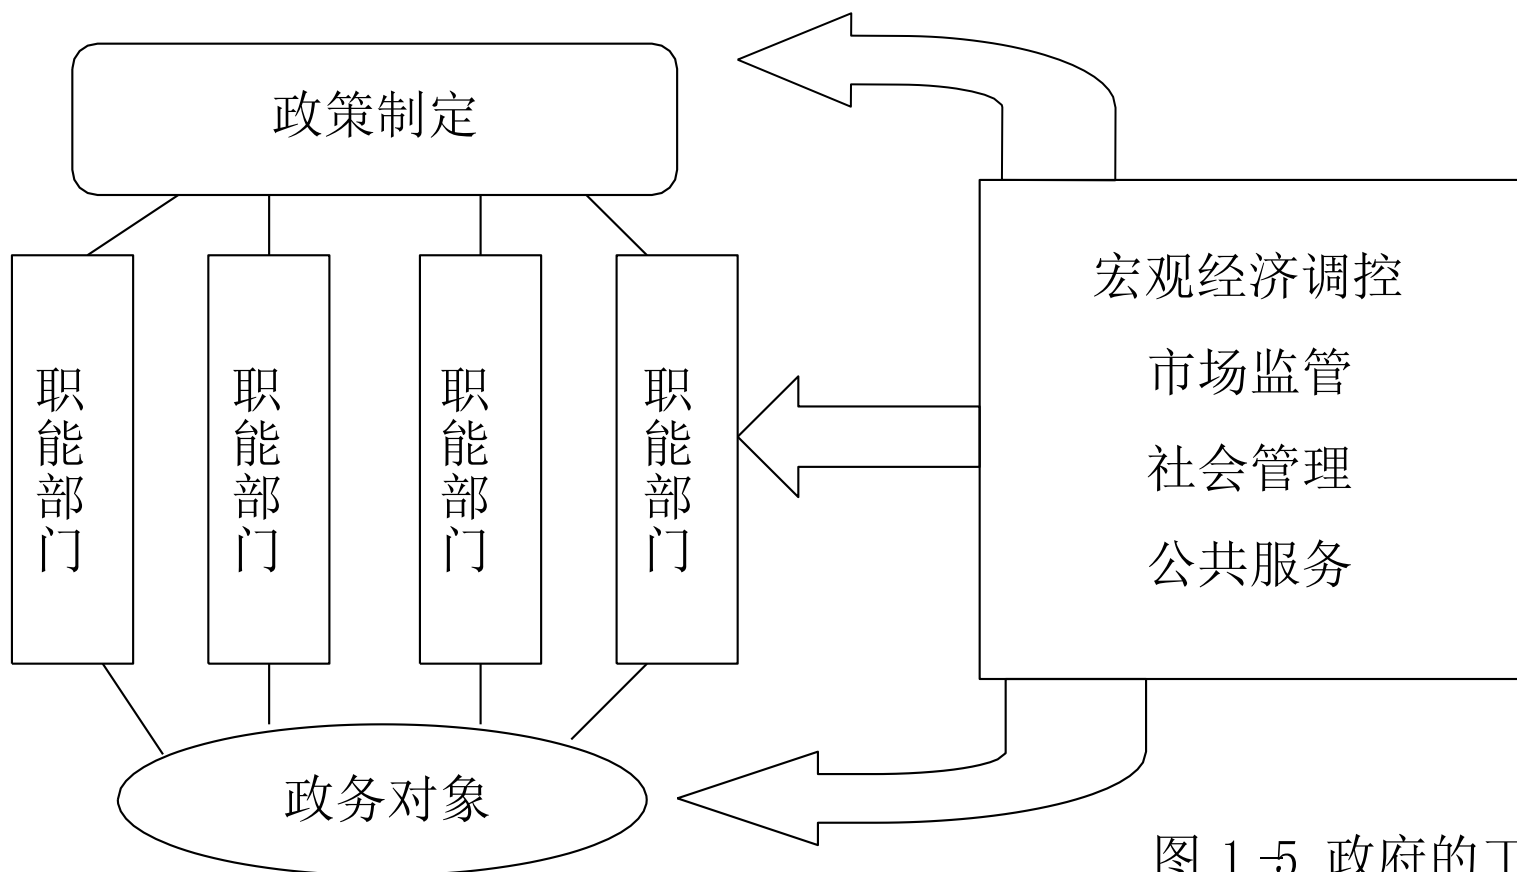 政策制定
职能部门
职能部门
职能部门
职能部门
政务对象
宏观经济调控
市场监管
社会管理
公共服务
图 1-5 政府的